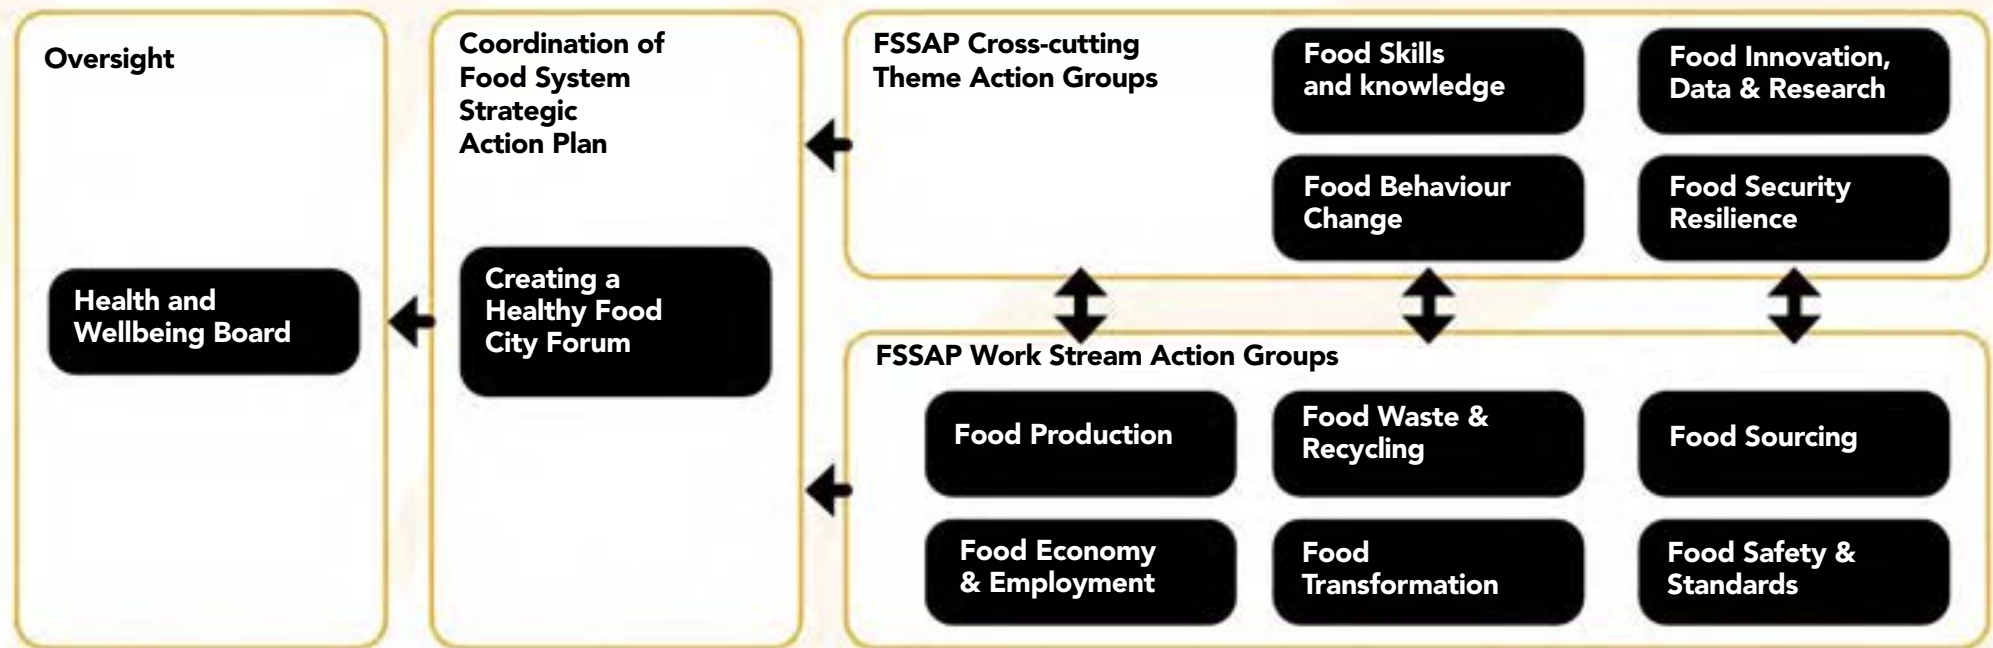 Oversight
Health and
Wellbeing Board
Coordination of
Food System
Strategic
Action Plan
Creating a
Healthy Food
City Forum
FSSAP Cross-cutting
Theme Action Groups
Food Skills
and knowledge
Food Innovation,
Data & Research
Food Behaviour
Change
Food Security
Resilience
FSSAP Work Stream Action Groups
Food Production
Food Waste &
Recycling
Food Sourcing
Food Economy
& Employment
Food
Transformation
Food Safety &
Standards